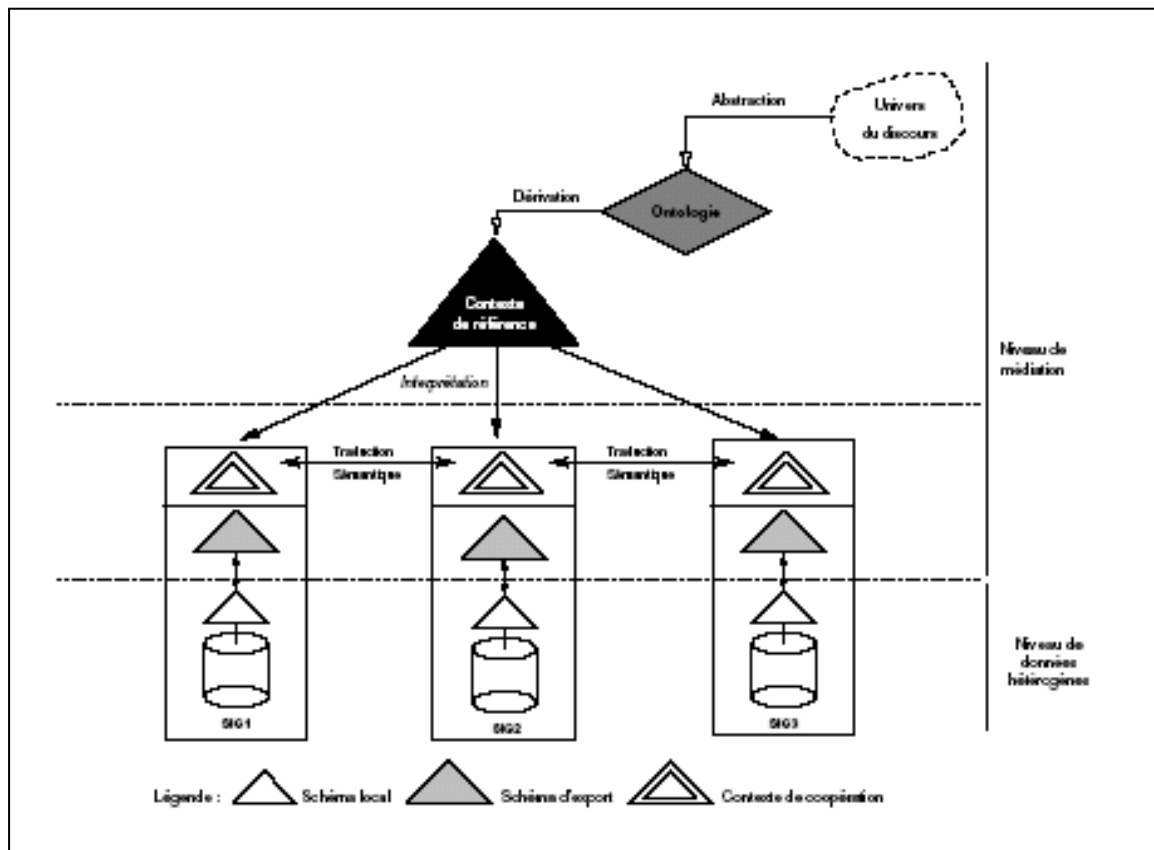 Abstraction
Univers
du discours
Dérivation
Ontologie
Contexte
de référence
Niveau de
médiation
Interprétation
Traduction
Sémantique
Traduction
Sémantique
Niveau de
données
hétérogènes
SIG1
SIG2
SIG3
Légende :
Schéma local
Schéma d'export
Contexte de coopération